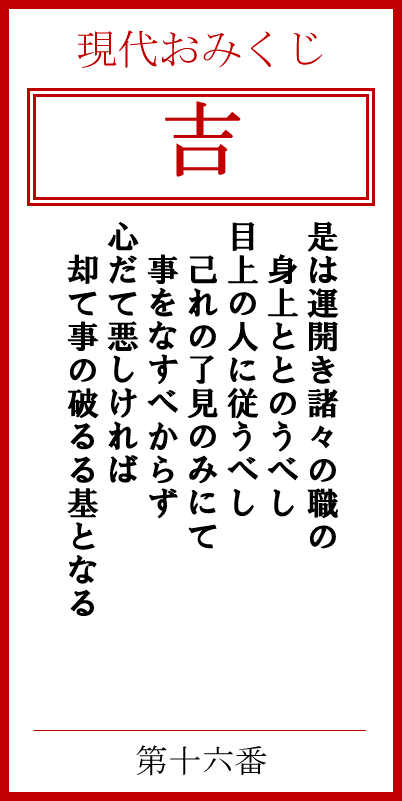 現代おみくじ
吉
是は運開き諸々の職の
身上ととのうべし
目上の人に従うべし
己れの了見のみにて
事をなすべからず
心だて悪しければ
却て事の破るる基となる
第十六番